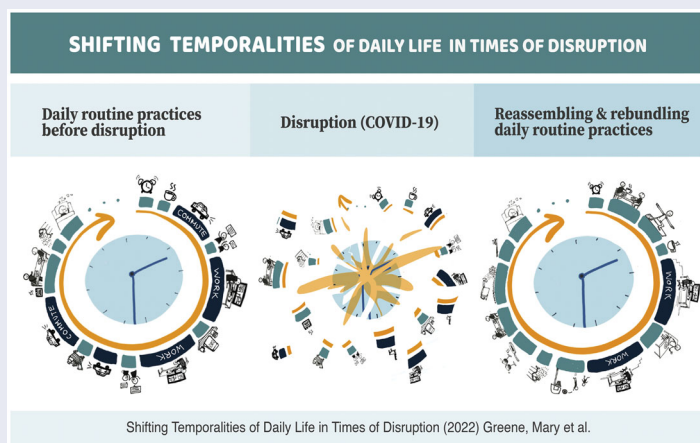 SHIFTING TEMPORALITIES OF DAILY LIFE IN TIMES OF DISRUPTION
Daily routine practices
before disruption
Disruption (COVID-19)
Reassembling & rebundling
daily routine practices
COMMUTE
WORK
WORK
COMMUTE
WORK
WORK
Shifting Temporalities of Daily Life in Times of Disruption (2022) Greene, Mary et al.